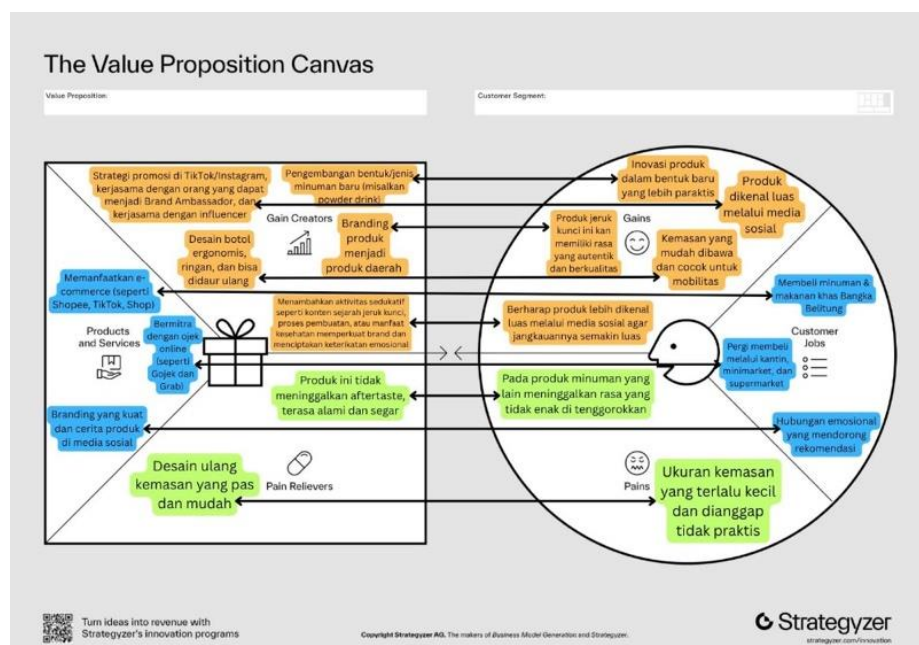 The Value Proposition Canvas
Value Proposition:
Customer Segment:
Strategi promosi di TikTok/Instagram,
kerjasama dengan orang yang dapat
menjadi Brand Ambassador, dan
kerjasama dengan influencer
Pengembangan bentuk/jenis
minuman baru (misalkan
powder drink)
Gain Creators
Branding
produk
menjadi
produk daerah
Desain botol
ergonomis,
ringan, dan bisa
didaur ulang
Menambahkan aktivitas sedukatif
seperti konten sejarah jeruk kunci,
proses pembuatan, atau manfaat
kesehatan memperkuat brand dan
menciptakan keterikatan emosional
Memanfaatkan e-
commerce (seperti
Shopee, TikTok, Shop)
Products
and Services
Bermitra
dengan ojek
online
(seperti
Gojek dan
Grab)
Branding yang kuat
dan cerita produk
di media sosial
Produk ini tidak
meninggalkan aftertaste,
terasa alami dan segar
Desain ulang
kemasan yang pas
dan mudah
Pain Relievers
Inovasi produk
dalam bentuk baru
yang lebih paraktis
Produk
dikenal luas
melalui media
sosial
Produk jeruk
kunci ini kan
memiliki rasa
yang autentik
dan berkualitas
Gains
Kemasan yang
mudah dibawa
dan cocok untuk
mobilitas
Berharap produk lebih dikenal
luas melalui media sosial agar
jangkauannya semakin luas
Membeli minuman &
makanan khas Bangka
Belitung
Customer
Jobs
Pergi membeli
melalui kantin,
minimarket, dan
supermarket
Hubungan emosional
yang mendorong
rekomendasi
Pada produk minuman yang
lain meninggalkan rasa yang
tidak enak di tenggorokkan
Pains
Ukuran kemasan
yang terlalu kecil
dan dianggap
tidak praktis
Turn ideas into revenue with
Strategyzer's innovation programs
Copyright Strategyzer AG. The makers of Business Model Generation and Strategyzer.
Strategyzer
strategyzer.com/innovation